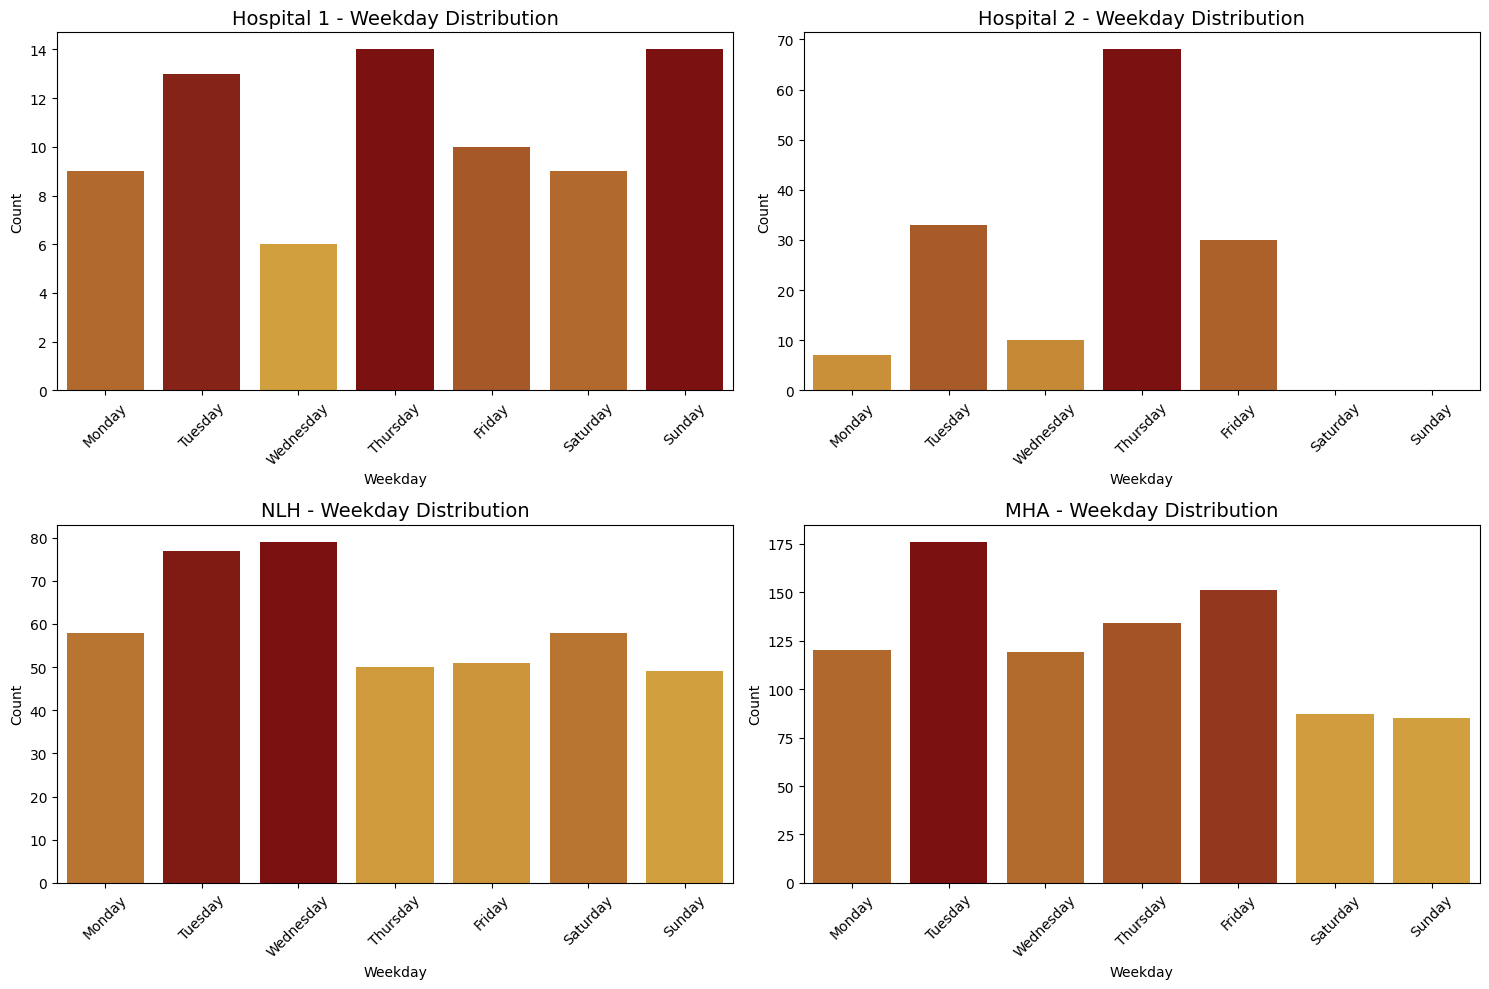 Hospital 1 - Weekday Distribution
14
12
10
8
6
4
2
0
Count
Monday
Tuesday
Wednesday
Thursday
Friday
Saturday
Sunday
Weekday
Hospital 2 - Weekday Distribution
70
60
50
40
30
20
10
0
Count
Monday
Tuesday
Wednesday
Thursday
Friday
Saturday
Sunday
Weekday
NLH - Weekday Distribution
80
70
60
50
40
30
20
10
0
Count
Monday
Tuesday
Wednesday
Thursday
Friday
Saturday
Sunday
Weekday
MHA - Weekday Distribution
175
150
125
100
75
50
25
0
Count
Monday
Tuesday
Wednesday
Thursday
Friday
Saturday
Sunday
Weekday